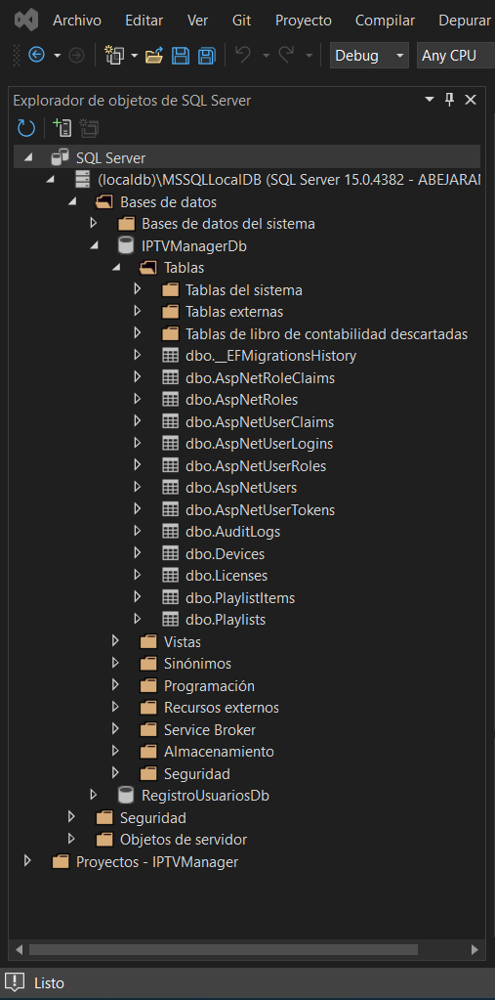 Archivo Editar Ver Git Proyecto Compilar Depurar
Debug Any CPU
Explorador de objetos de SQL Server
SQL Server
(localdb)\MSSQLLocalDB (SQL Server 15.0.4382 - ABEJARAN
Bases de datos
Bases de datos del sistema
IPTVManagerDb
Tablas
Tablas del sistema
Tablas externas
Tablas de libro de contabilidad descartadas
dbo.__EFMigrationsHistory
dbo.AspNetRoleClaims
dbo.AspNetRoles
dbo.AspNetUserClaims
dbo.AspNetUserLogins
dbo.AspNetUserRoles
dbo.AspNetUsers
dbo.AspNetUserTokens
dbo.AuditLogs
dbo.Devices
dbo.Licenses
dbo.PlaylistItems
dbo.Playlists
Vistas
Sinónimos
Programación
Recursos externos
Service Broker
Almacenamiento
Seguridad
RegistroUsuariosDb
Seguridad
Objetos de servidor
Proyectos - IPTVManager
Listo